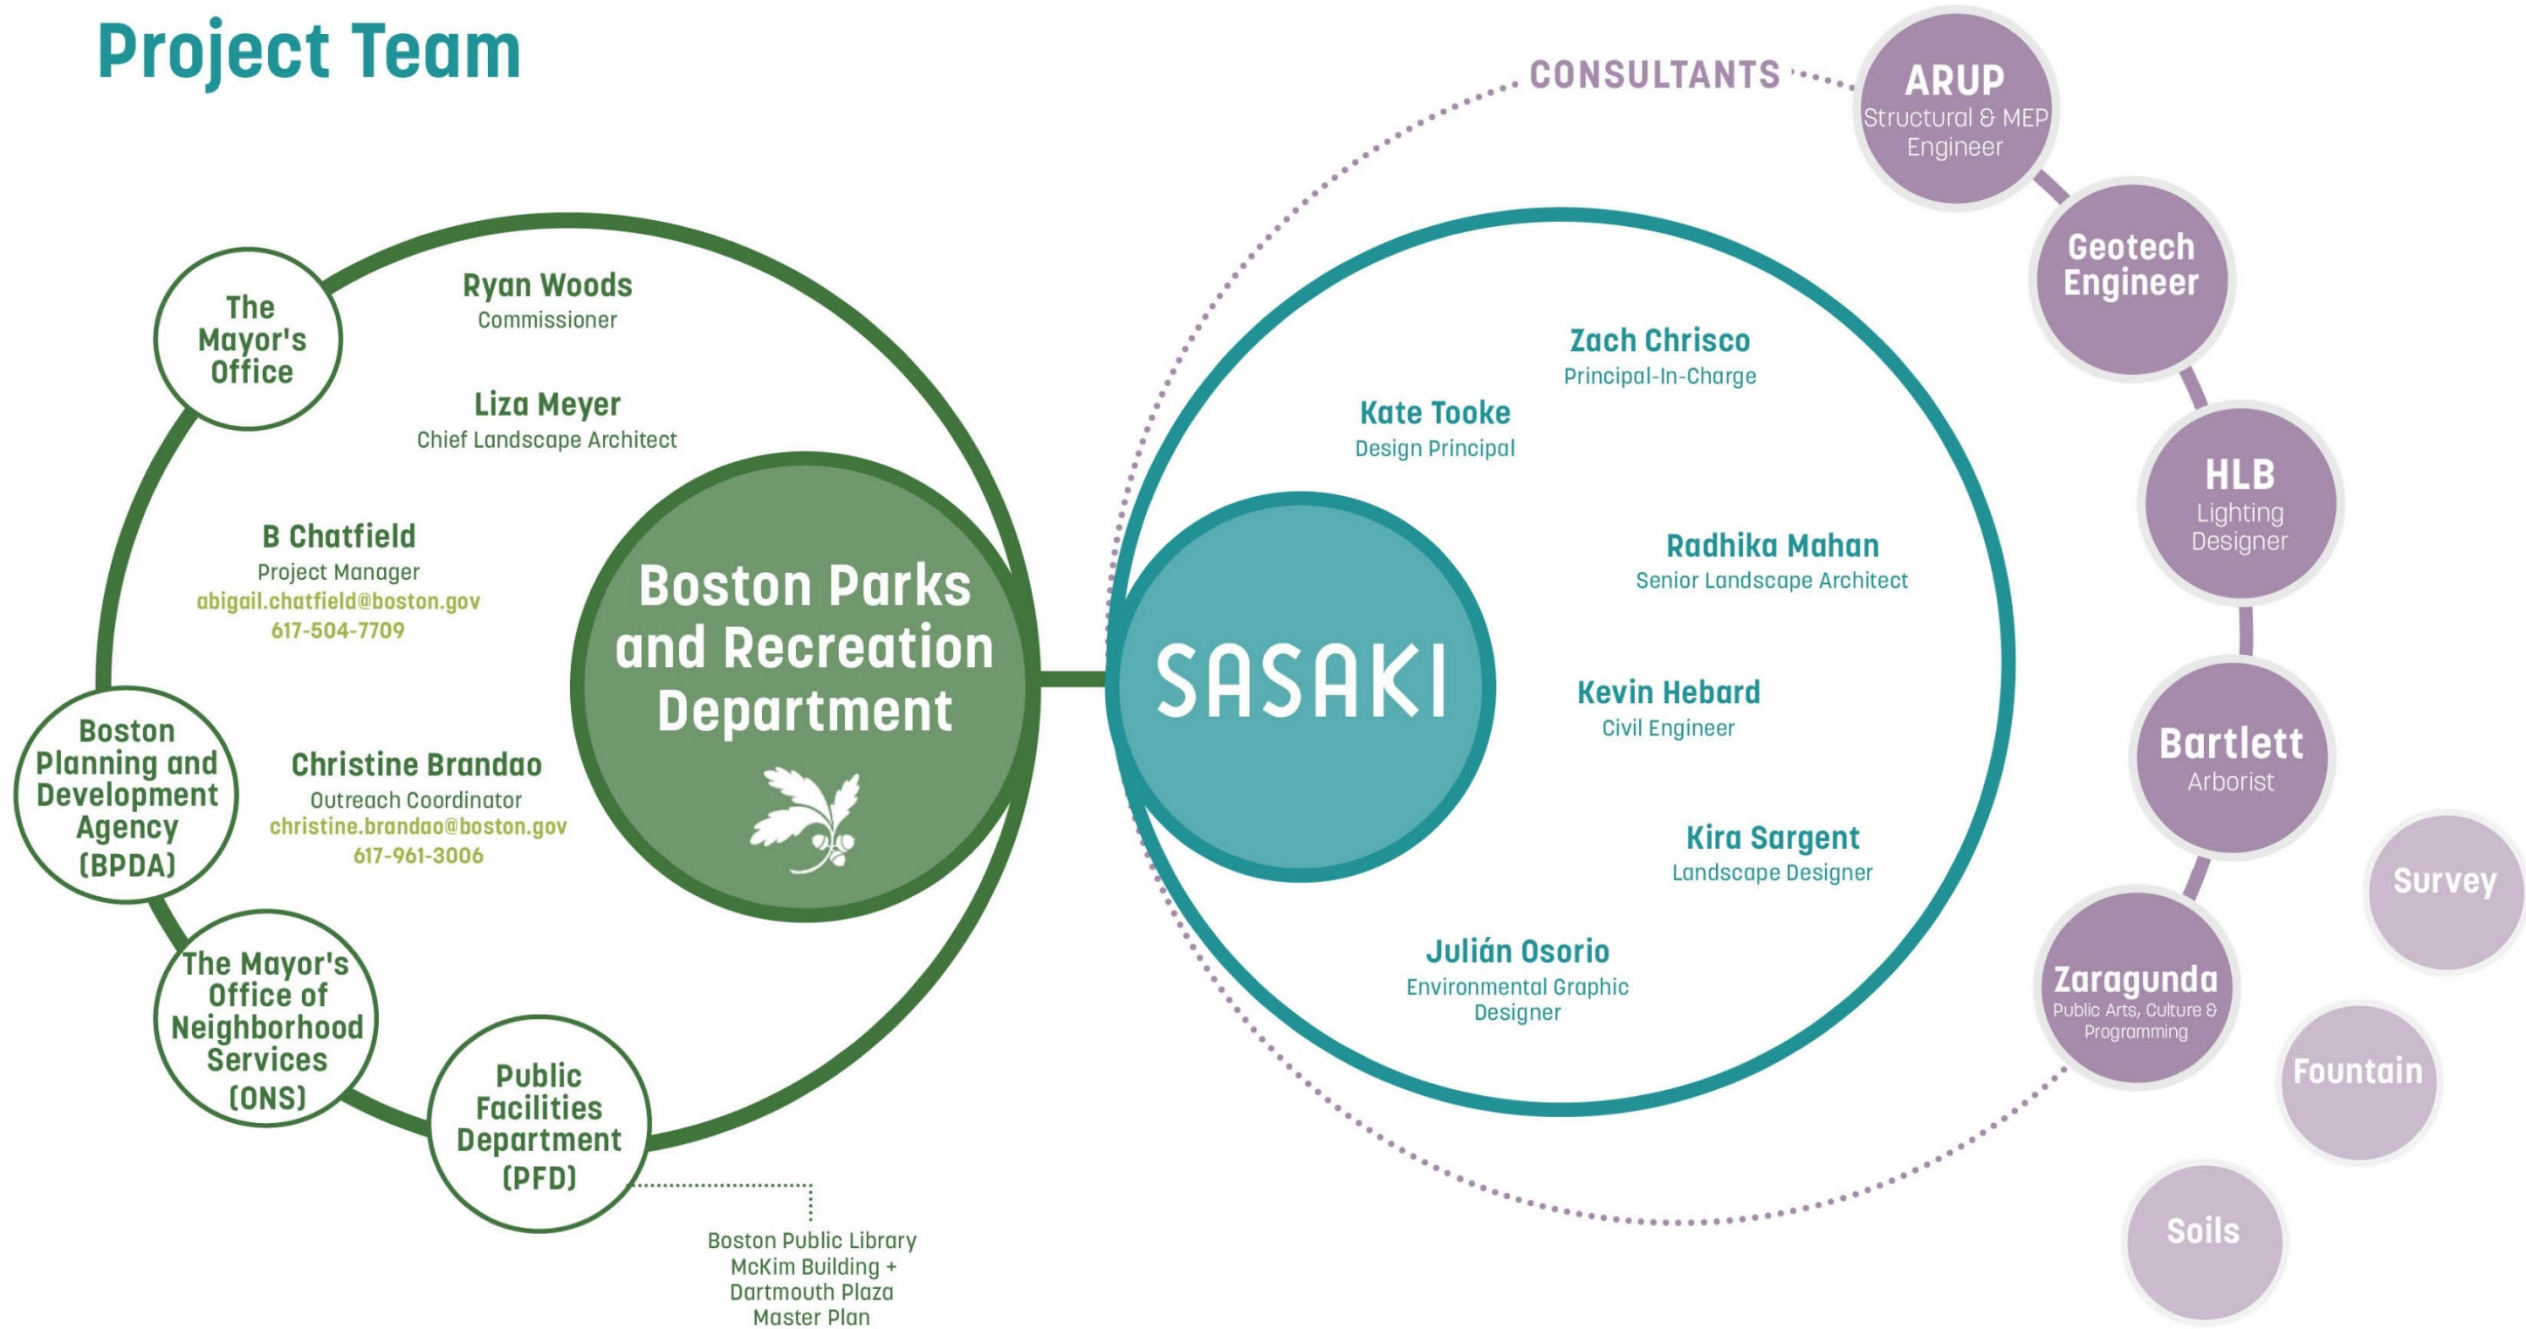 Project Team
The
Mayor's
Office
Ryan Woods
Commissioner
Liza Meyer
Chief Landscape Architect
B Chatfield
Project Manager
abigail.chatfield@boston.gov
617-504-7709
Boston Parks
and Recreation
Department
Boston
Planning and
Development
Agency
(BPDA)
Christine Brandao
Outreach Coordinator
christine.brandao@boston.gov
617-961-3006
The Mayor's
Office of
Neighborhood
Services
(ONS)
Public
Facilities
Department
(PFD)
Boston Public Library
McKim Building +
Dartmouth Plaza
Master Plan
SASAKI
Zach Chrisco
Principal-In-Charge
Kate Tooke
Design Principal
Radhika Mahan
Senior Landscape Architect
Kevin Hebard
Civil Engineer
Kira Sargent
Landscape Designer
Julián Osorio
Environmental Graphic
Designer
CONSULTANTS
ARUP
Structural & MEP
Engineer
Geotech
Engineer
HLB
Lighting
Designer
Bartlett
Arborist
Zaragunda
Public Arts, Culture &
Programming
Survey
Fountain
Soils